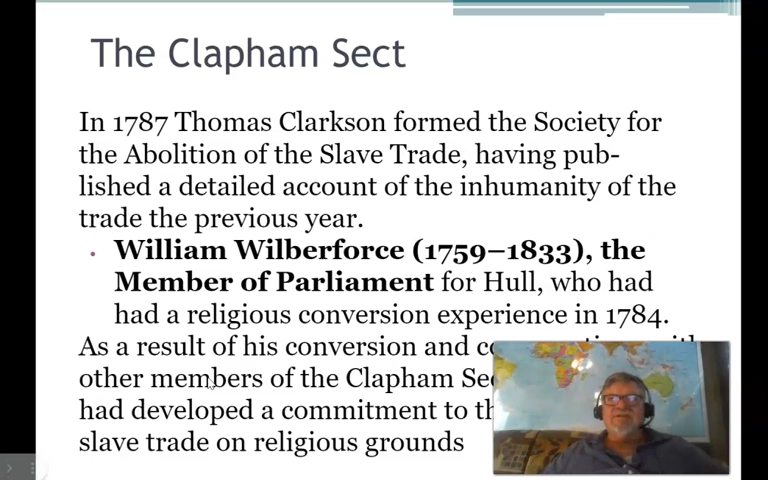 The Clapham Sect
In 1787 Thomas Clarkson formed the Society for
the Abolition of the Slave Trade, having pub-
lished a detailed account of the inhumanity of the
trade the previous year.
• William Wilberforce (1759–1833), the
Member of Parliament for Hull, who had
had a religious conversion experience in 1784.
As a result of his conversion and
other members of the Clapham
had developed a commitment to
slave trade on religious grounds